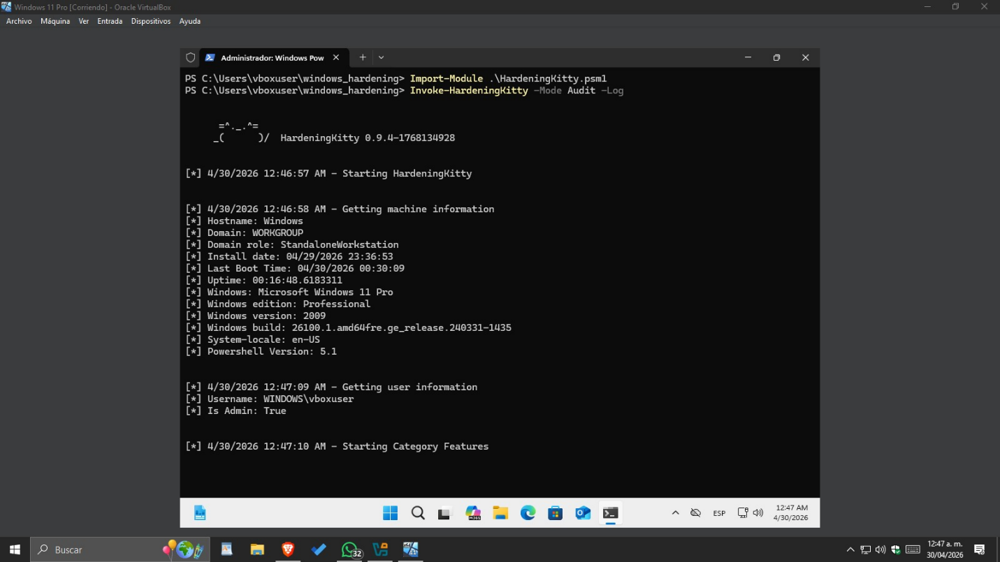 Windows 11 Pro [Corriendo] - Oracle VirtualBox
Archivo Máquina Ver Entrada Dispositivos Ayuda
Administrador: Windows Pow
PS C:\Users\vboxuser\windows_hardening> Import-Module .\HardeningKitty.psm1
PS C:\Users\vboxuser\windows_hardening> Invoke-HardeningKitty -Mode Audit -Log
=^._.^=
_(      )/  HardeningKitty 0.9.4-1768134928
[*] 4/30/2026 12:46:57 AM - Starting HardeningKitty
[*] 4/30/2026 12:46:58 AM - Getting machine information
[*] Hostname: Windows
[*] Domain: WORKGROUP
[*] Domain role: StandaloneWorkstation
[*] Install date: 04/29/2026 23:36:53
[*] Last Boot Time: 04/30/2026 00:30:09
[*] Uptime: 00:16:48.6183311
[*] Windows: Microsoft Windows 11 Pro
[*] Windows edition: Professional
[*] Windows version: 2009
[*] Windows build: 26100.1.amd64fre.ge_release.240331-1435
[*] System-locale: en-US
[*] Powershell Version: 5.1
[*] 4/30/2026 12:47:09 AM - Getting user information
[*] Username: WINDOWS\vboxuser
[*] Is Admin: True
[*] 4/30/2026 12:47:10 AM - Starting Category Features
M365
ESP
12:47 AM
4/30/2026
Buscar
32
12:47 a. m.
30/04/2026